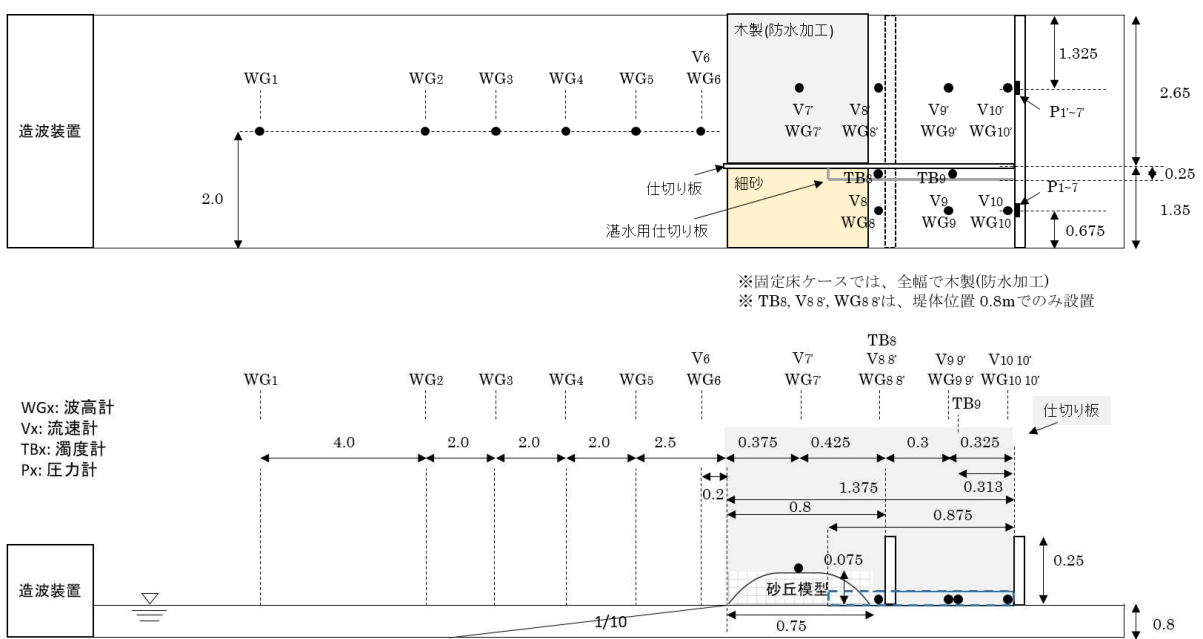 木製(防水加工)
V6
WG1
WG2
WG3
WG4
WG5
WG6
1.325
2.65
V7'
WG7'
V8'
WG8'
V9'
WG9'
V10'
WG10'
P1'~7'
造波装置
2.0
仕切り板
細砂
TB8
TB9
P1~7
0.25
V8
WG8
V9
WG9
V10
WG10
湛水用仕切り板
0.675
1.35
※固定床ケースでは、全幅で木製(防水加工)
※ TB8, V8 8', WG8 8'は、堤体位置 0.8mでのみ設置
TB8
V6
V7'
V8 8'
V9 9'
V10 10'
WG1
WG2
WG3
WG4
WG5
WG6
WG7'
WG8 8'
WG9 9'
WG10 10'
TB9
仕切り板
WGx: 波高計
Vx: 流速計
TBx: 濁度計
Px: 圧力計
4.0
2.0
2.0
2.0
2.5
0.375
0.425
0.3
0.325
0.2
1.375
0.313
0.8
0.875
0.075
0.25
造波装置
砂丘模型
1/10
0.75
0.8